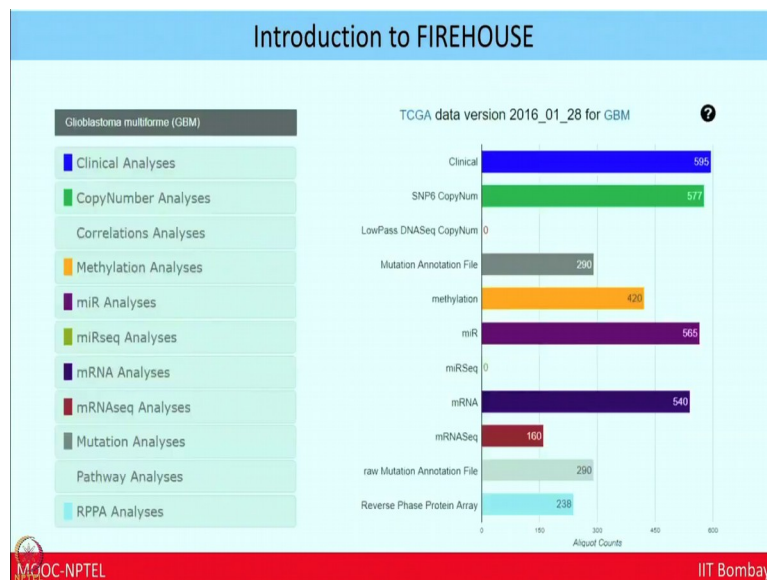 Introduction to FIREHOUSE
Glioblastoma multiforme (GBM)
Clinical Analyses
CopyNumber Analyses
Correlations Analyses
Methylation Analyses
miR Analyses
miRseq Analyses
mRNA Analyses
mRNAseq Analyses
Mutation Analyses
Pathway Analyses
RPPA Analyses
TCGA data version 2016_01_28 for GBM ?
Clinical 595
SNP6 CopyNum 577
LowPass DNASeq CopyNum 0
Mutation Annotation File 290
methylation 420
miR 565
miRSeq 0
mRNA 540
mRNASeq 160
raw Mutation Annotation File 290
Reverse Phase Protein Array 238
0 150 300 450 600
Aliquot Counts
MOOC-NPTEL
NPTEL
IIT Bombay